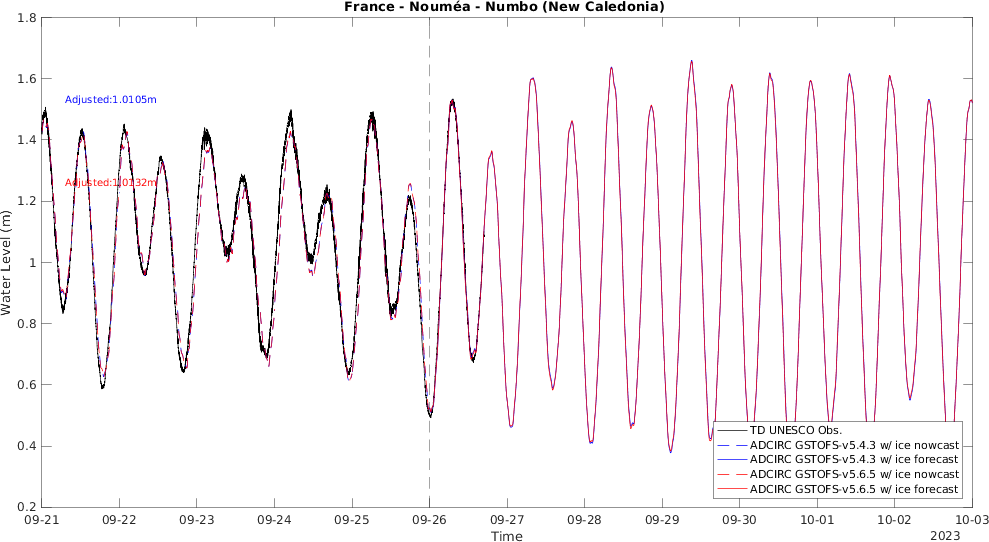 France - Nouméa - Numbo (New Caledonia)
1.8
1.6
1.4
1.2
1
0.8
0.6
0.4
0.2
Water Level (m)
Adjusted:1.0105m
Adjusted:1.0132m
TD UNESCO Obs.
ADCIRC GSTOFS-v5.4.3 w/ ice nowcast
ADCIRC GSTOFS-v5.4.3 w/ ice forecast
ADCIRC GSTOFS-v5.6.5 w/ ice nowcast
ADCIRC GSTOFS-v5.6.5 w/ ice forecast
09-21 09-22 09-23 09-24 09-25 09-26 09-27 09-28 09-29 09-30 10-01 10-02 10-03
Time
2023